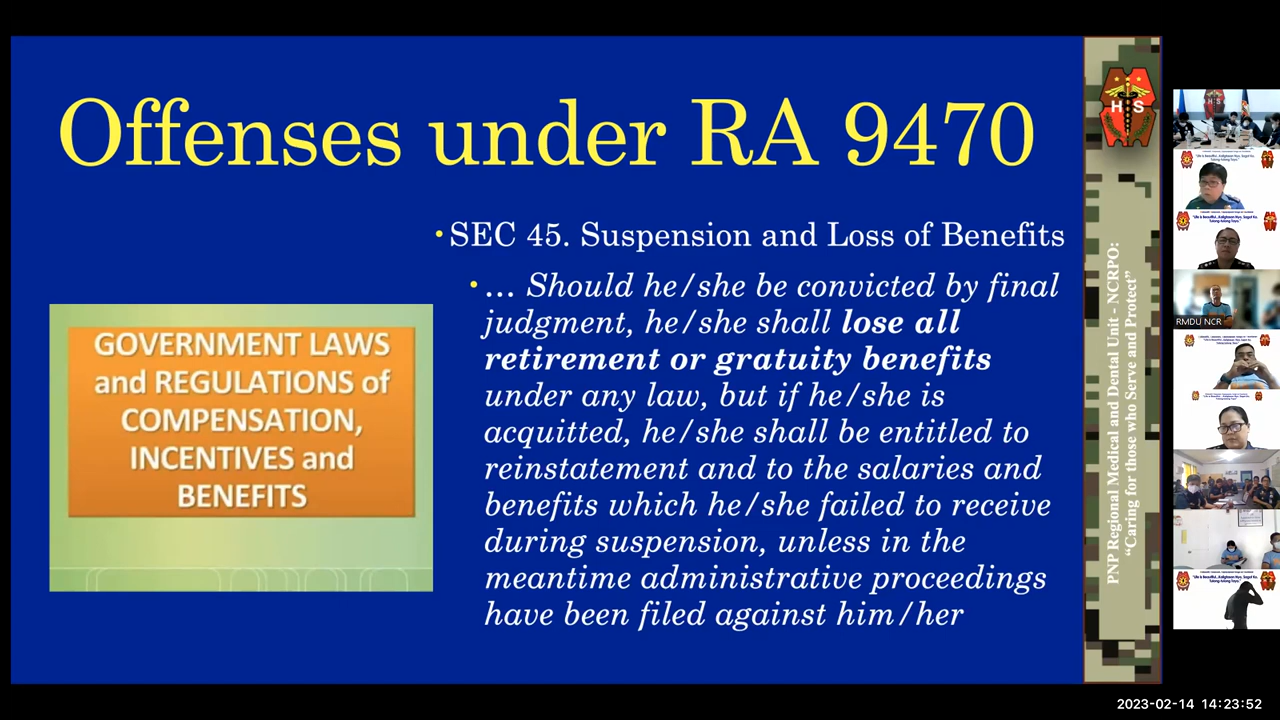 Offenses under RA 9470
• SEC 45. Suspension and Loss of Benefits
• ... Should he/she be convicted by final
judgment, he/she shall lose all
retirement or gratuity benefits
under any law, but if he/she is
acquitted, he/she shall be entitled to
reinstatement and to the salaries and
benefits which he/she failed to receive
during suspension, unless in the
meantime administrative proceedings
have been filed against him/her
GOVERNMENT LAWS
and REGULATIONS of
COMPENSATION,
INCENTIVES and
BENEFITS
H S
PNP Regional Medical and Dental Unit - NCRPO:
“Caring for those who Serve and Protect”
RMDU NCR
2023-02-14 14:23:52